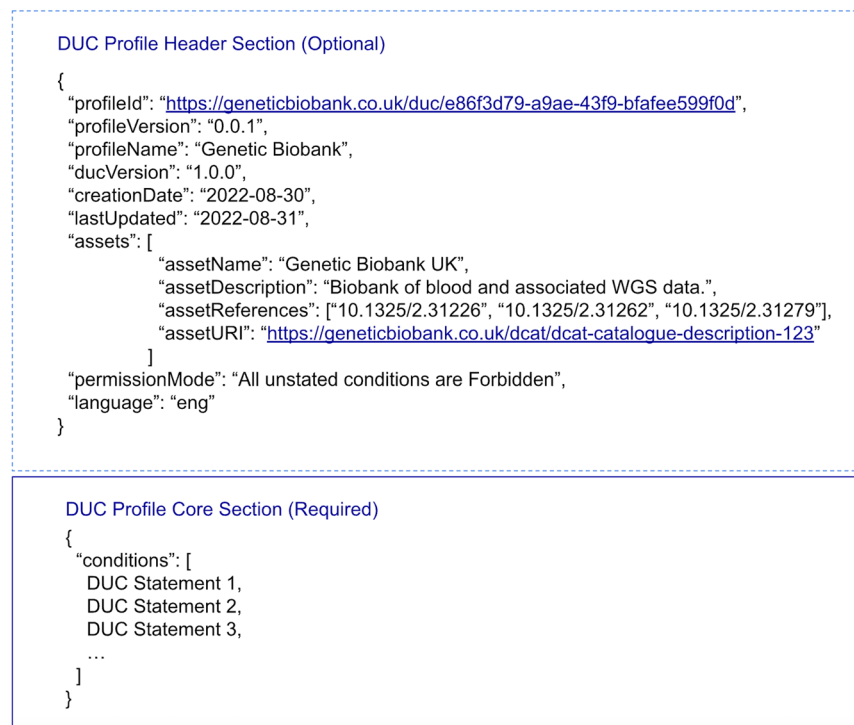 DUC Profile Header Section (Optional)
{
“profileId”: “https://geneticbiobank.co.uk/duc/e86f3d79-a9ae-43f9-bfafee599f0d”,
“profileVersion”: “0.0.1”,
“profileName”: “Genetic Biobank”,
“ducVersion”: “1.0.0”,
“creationDate”: “2022-08-30”,
“lastUpdated”: “2022-08-31”,
“assets”: [
“assetName”: “Genetic Biobank UK”,
“assetDescription”: “Biobank of blood and associated WGS data.”,
“assetReferences”: [“10.1325/2.31226”, “10.1325/2.31262”, “10.1325/2.31279”],
“assetURI”: “https://geneticbiobank.co.uk/dcat/dcat-catalogue-description-123”
]
“permissionMode”: “All unstated conditions are Forbidden”,
“language”: “eng”
}
DUC Profile Core Section (Required)
{
“conditions”: [
DUC Statement 1,
DUC Statement 2,
DUC Statement 3,
…
]
}